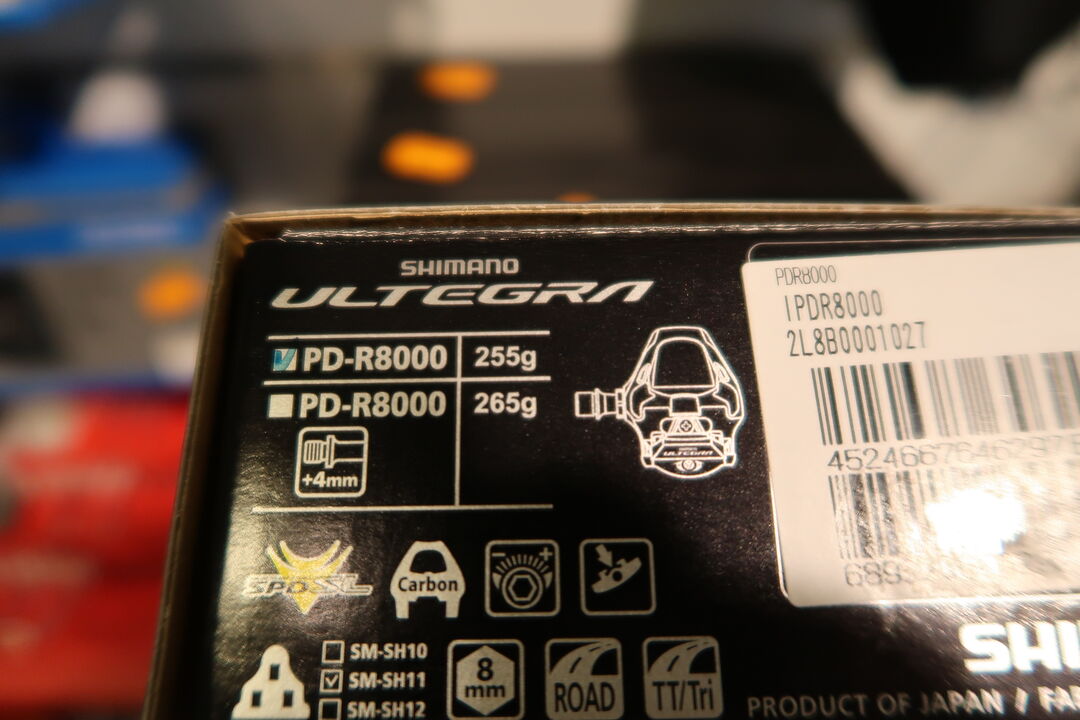 SHIMANO
ULTEGRA
PD-R8000 255g
PD-R8000 265g
+4mm
ULTEGRA
SPD-SL
Carbon
- +
SM-SH10
SM-SH11
SM-SH12
8
mm
ROAD
TT/Tri
PDR8000
IPDR8000
2L8B0001027
PRODUCT OF JAPAN /